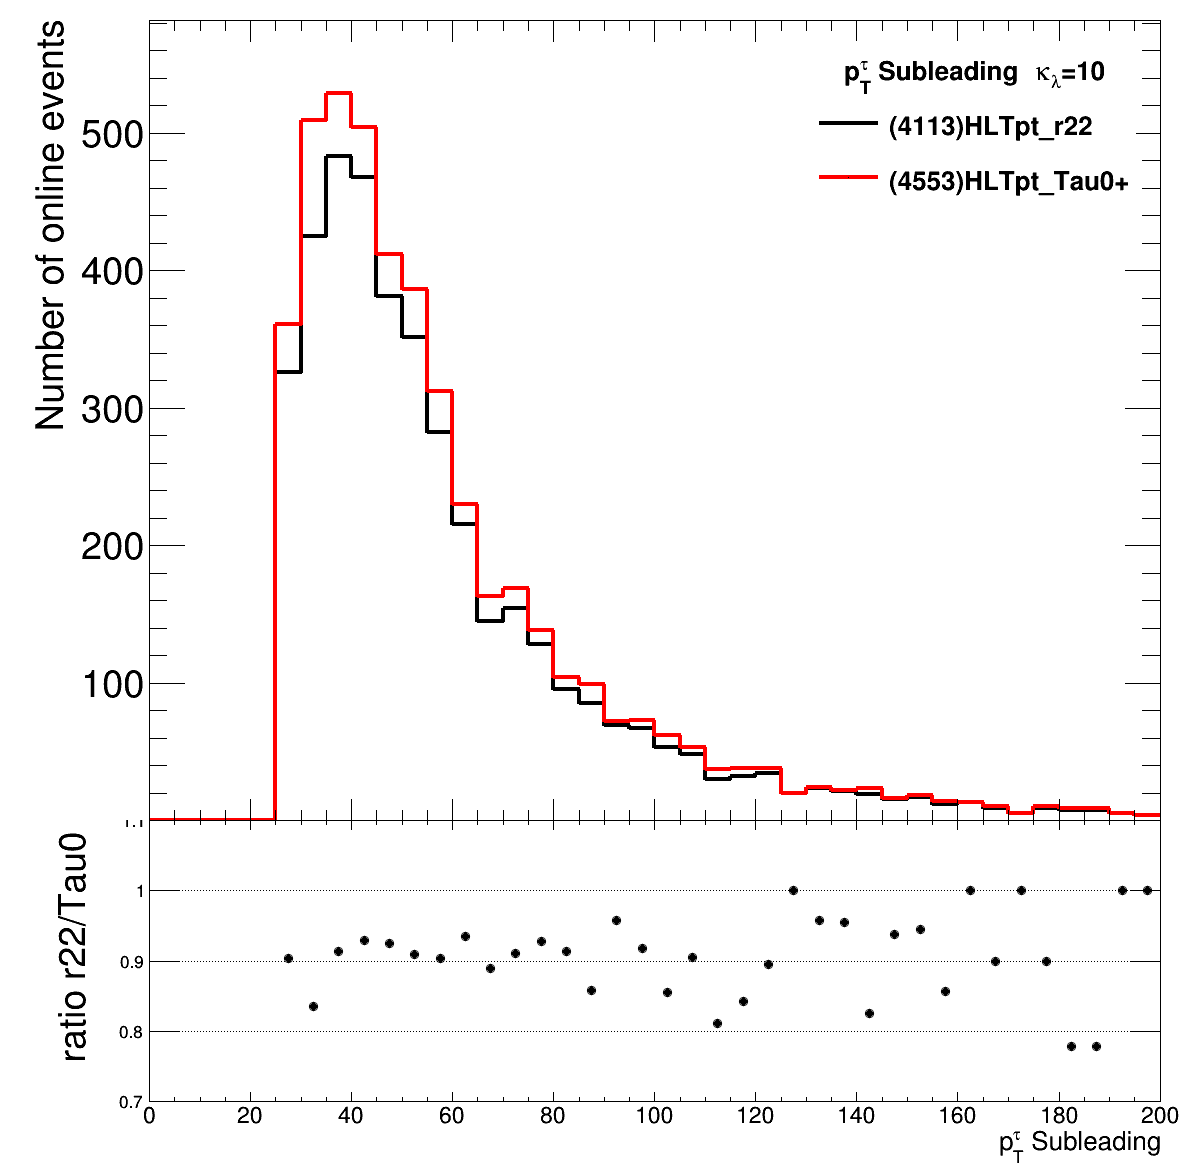 Number of online events
500
400
300
200
100
p_T^τ Subleading κ_λ=10
(4113)HLTpt_r22
(4553)HLTpt_Tau0+
ratio r22/Tau0
1.1
1
0.9
0.8
0.7
0 20 40 60 80 100 120 140 160 180 200
p_T^τ Subleading